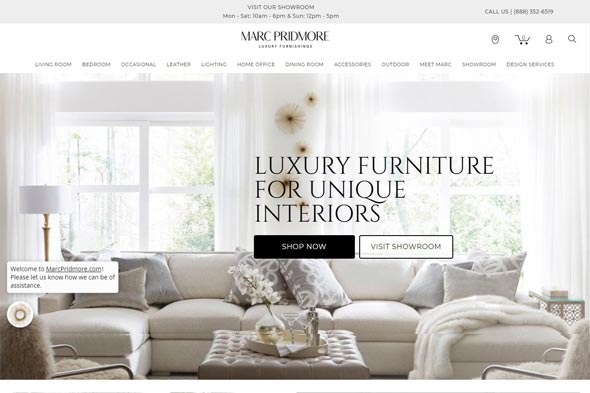 VISIT OUR SHOWROOM
Mon - Sat: 10am - 6pm & Sun: 12pm - 5pm
CALL US | (888) 352-6519
MARC PRIDMORE
LUXURY FURNISHINGS
0
LIVING ROOM BEDROOM OCCASIONAL LEATHER LIGHTING HOME OFFICE DINING ROOM ACCESSORIES OUTDOOR MEET MARC SHOWROOM DESIGN SERVICES
LUXURY FURNITURE
FOR UNIQUE
INTERIORS
SHOP NOW VISIT SHOWROOM
Welcome to MarcPridmore.com!
Please let us know how we can be of
assistance.